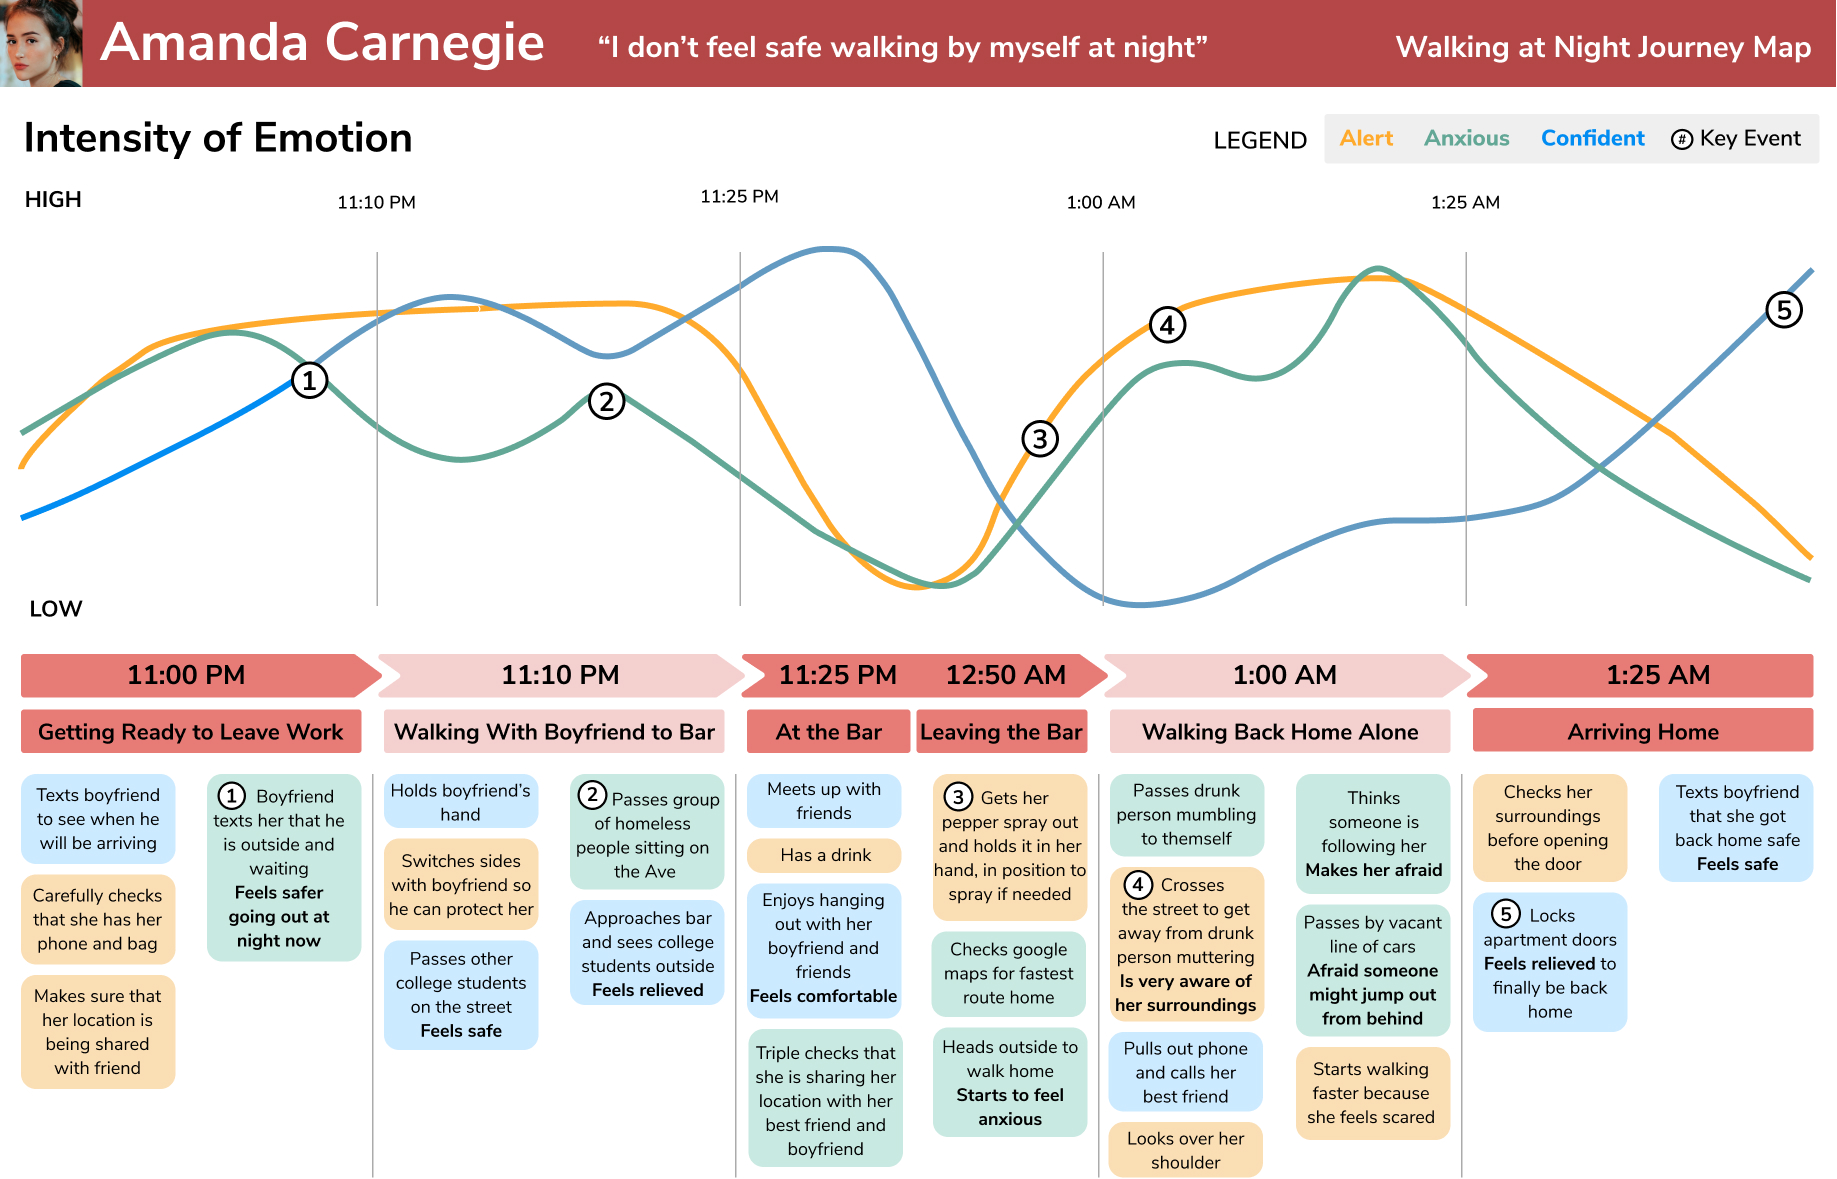 Amanda Carnegie
“I don’t feel safe walking by myself at night”
Walking at Night Journey Map
Intensity of Emotion
LEGEND
Alert
Anxious
Confident
# Key Event
HIGH
11:10 PM
11:25 PM
1:00 AM
1:25 AM
1
2
3
4
5
LOW
11:00 PM
11:10 PM
11:25 PM
12:50 AM
1:00 AM
1:25 AM
Getting Ready to Leave Work
Walking With Boyfriend to Bar
At the Bar
Leaving the Bar
Walking Back Home Alone
Arriving Home
Texts boyfriend
to see when he
will be arriving
Carefully checks
that she has her
phone and bag
Makes sure that
her location is
being shared
with friend
1 Boyfriend
texts her that he
is outside and
waiting
Feels safer
going out at
night now
Holds boyfriend’s
hand
Switches sides
with boyfriend so
he can protect her
Passes other
college students
on the street
Feels safe
2 Passes group
of homeless
people sitting on
the Ave
Approaches bar
and sees college
students outside
Feels relieved
Meets up with
friends
Has a drink
Enjoys hanging
out with her
boyfriend and
friends
Feels comfortable
Triple checks that
she is sharing her
location with her
best friend and
boyfriend
3 Gets her
pepper spray out
and holds it in her
hand, in position to
spray if needed
Checks google
maps for fastest
route home
Heads outside to
walk home
Starts to feel
anxious
Passes drunk
person mumbling
to themself
4 Crosses
the street to get
away from drunk
person muttering
Is very aware of
her surroundings
Pulls out phone
and calls her
best friend
Looks over her
shoulder
Thinks
someone is
following her
Makes her afraid
Passes by vacant
line of cars
Afraid someone
might jump out
from behind
Starts walking
faster because
she feels scared
Checks her
surroundings
before opening
the door
5 Locks
apartment doors
Feels relieved to
finally be back
home
Texts boyfriend
that she got
back home safe
Feels safe